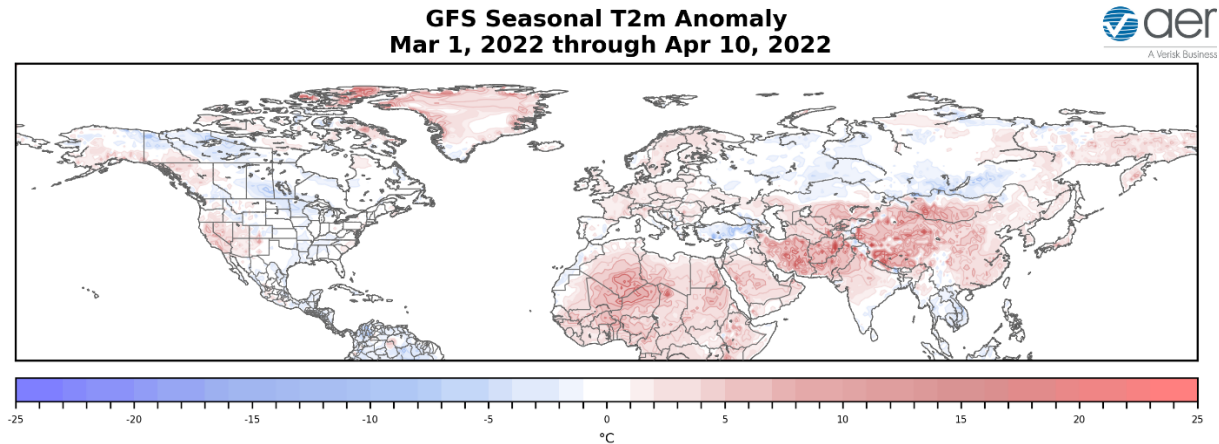 GFS Seasonal T2m Anomaly
Mar 1, 2022 through Apr 10, 2022
aer
A Verisk Business
-25 -20 -15 -10 -5 0 5 10 15 20 25
°C